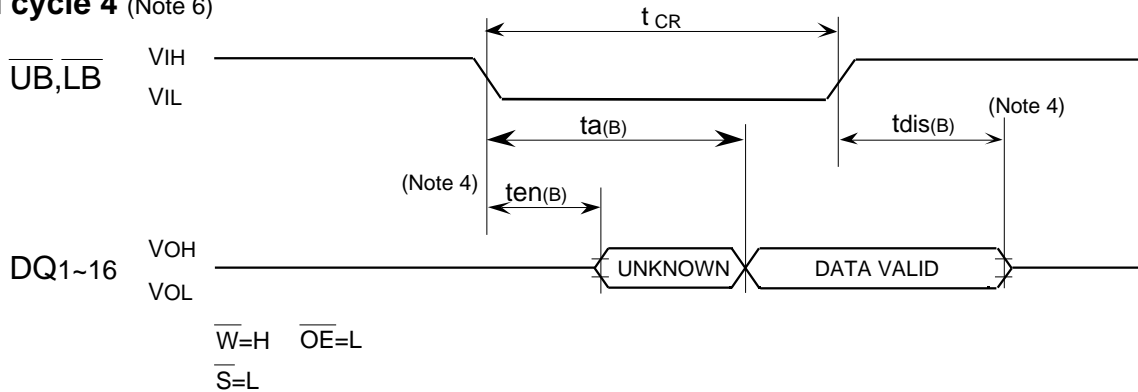 cycle 4 (Note 6)
tCR
UB,LB
VIH
VIL
ta(B)
tdis(B)
(Note 4)
(Note 4)
ten(B)
DQ1~16
VOH
VOL
UNKNOWN
DATA VALID
W=H OE=L
S=L